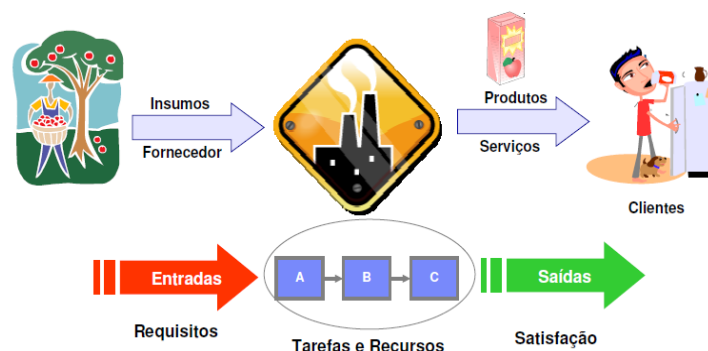 Insumos
Fornecedor
Produtos
Serviços
Clientes
Entradas
A
B
C
Saídas
Requisitos
Tarefas e Recursos
Satisfação